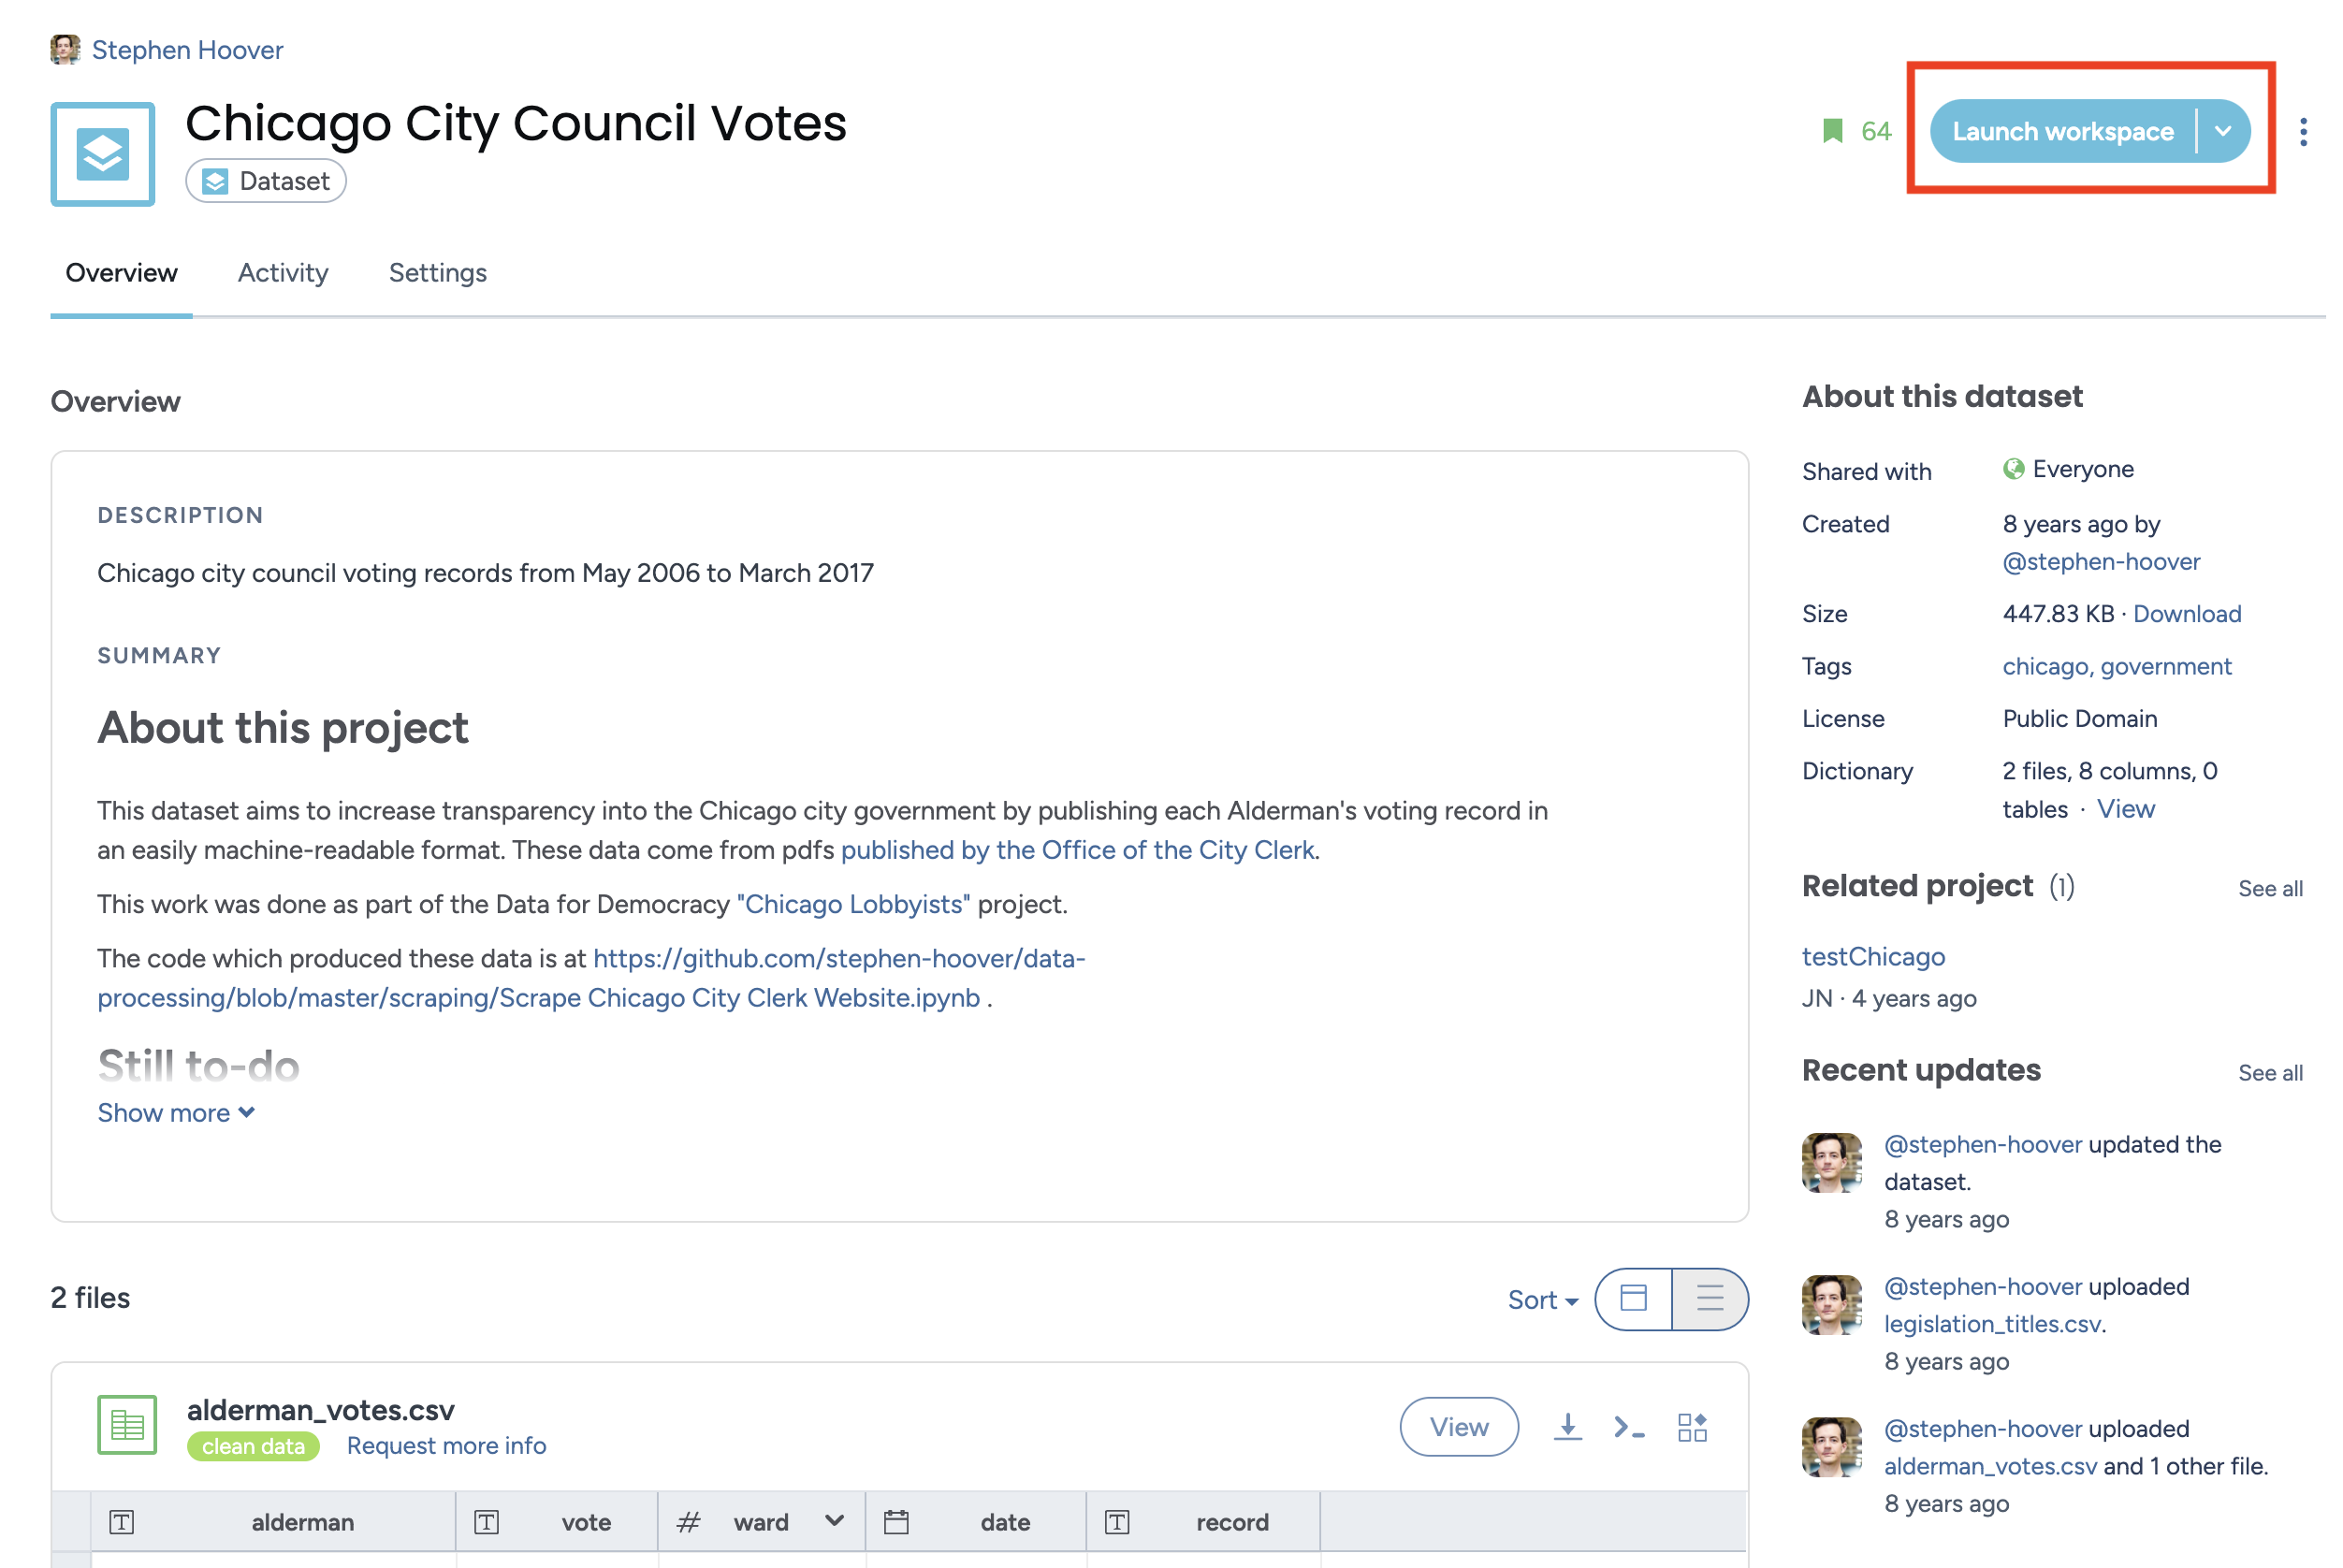 Stephen Hoover
Chicago City Council Votes
Dataset
64
Launch workspace
Overview
Activity
Settings
Overview
DESCRIPTION
Chicago city council voting records from May 2006 to March 2017
SUMMARY
About this project
This dataset aims to increase transparency into the Chicago city government by publishing each Alderman's voting record in
an easily machine-readable format. These data come from pdfs published by the Office of the City Clerk.
This work was done as part of the Data for Democracy "Chicago Lobbyists" project.
The code which produced these data is at https://github.com/stephen-hoover/data-
processing/blob/master/scraping/Scrape Chicago City Clerk Website.ipynb .
Still to-do
Show more
2 files
Sort
alderman_votes.csv
clean data
Request more info
View
T alderman
T vote
# ward
date
T record
About this dataset
Shared with Everyone
Created 8 years ago by
@stephen-hoover
Size 447.83 KB · Download
Tags chicago, government
License Public Domain
Dictionary 2 files, 8 columns, 0
tables · View
Related project (1) See all
testChicago
JN · 4 years ago
Recent updates See all
@stephen-hoover updated the
dataset.
8 years ago
@stephen-hoover uploaded
legislation_titles.csv.
8 years ago
@stephen-hoover uploaded
alderman_votes.csv and 1 other file.
8 years ago